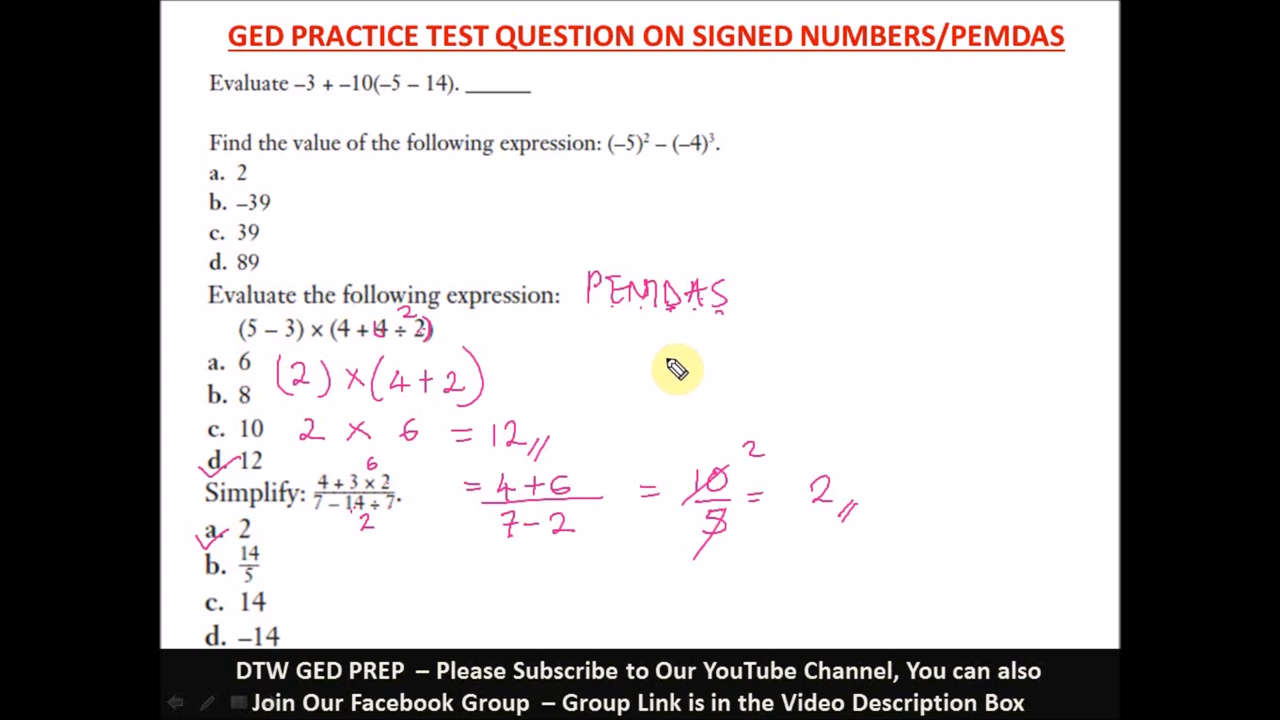 GED PRACTICE TEST QUESTION ON SIGNED NUMBERS/PEMDAS
Evaluate –3 + –10(–5 – 14). ______
Find the value of the following expression: (–5)² – (–4)³.
a. 2
b. –39
c. 39
d. 89
Evaluate the following expression: PEMDAS
2
(5 – 3) × (4 + 4 ÷ 2)
a. 6 (2) × (4 + 2)
b. 8
c. 10 2 × 6 = 12 //
d. 12
6 2
Simplify: (4 + 3 × 2)/(7 – 14 ÷ 7). = (4 + 6)/(7 – 2) = 10/5 = 2 //
2
a. 2
b. 14/5
c. 14
d. –14
DTW GED PREP – Please Subscribe to Our YouTube Channel, You can also
Join Our Facebook Group – Group Link is in the Video Description Box